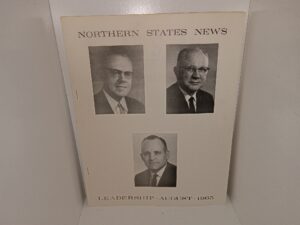 NORTHERN STATES NEWS
LEADERSHIP - AUGUST - 1965